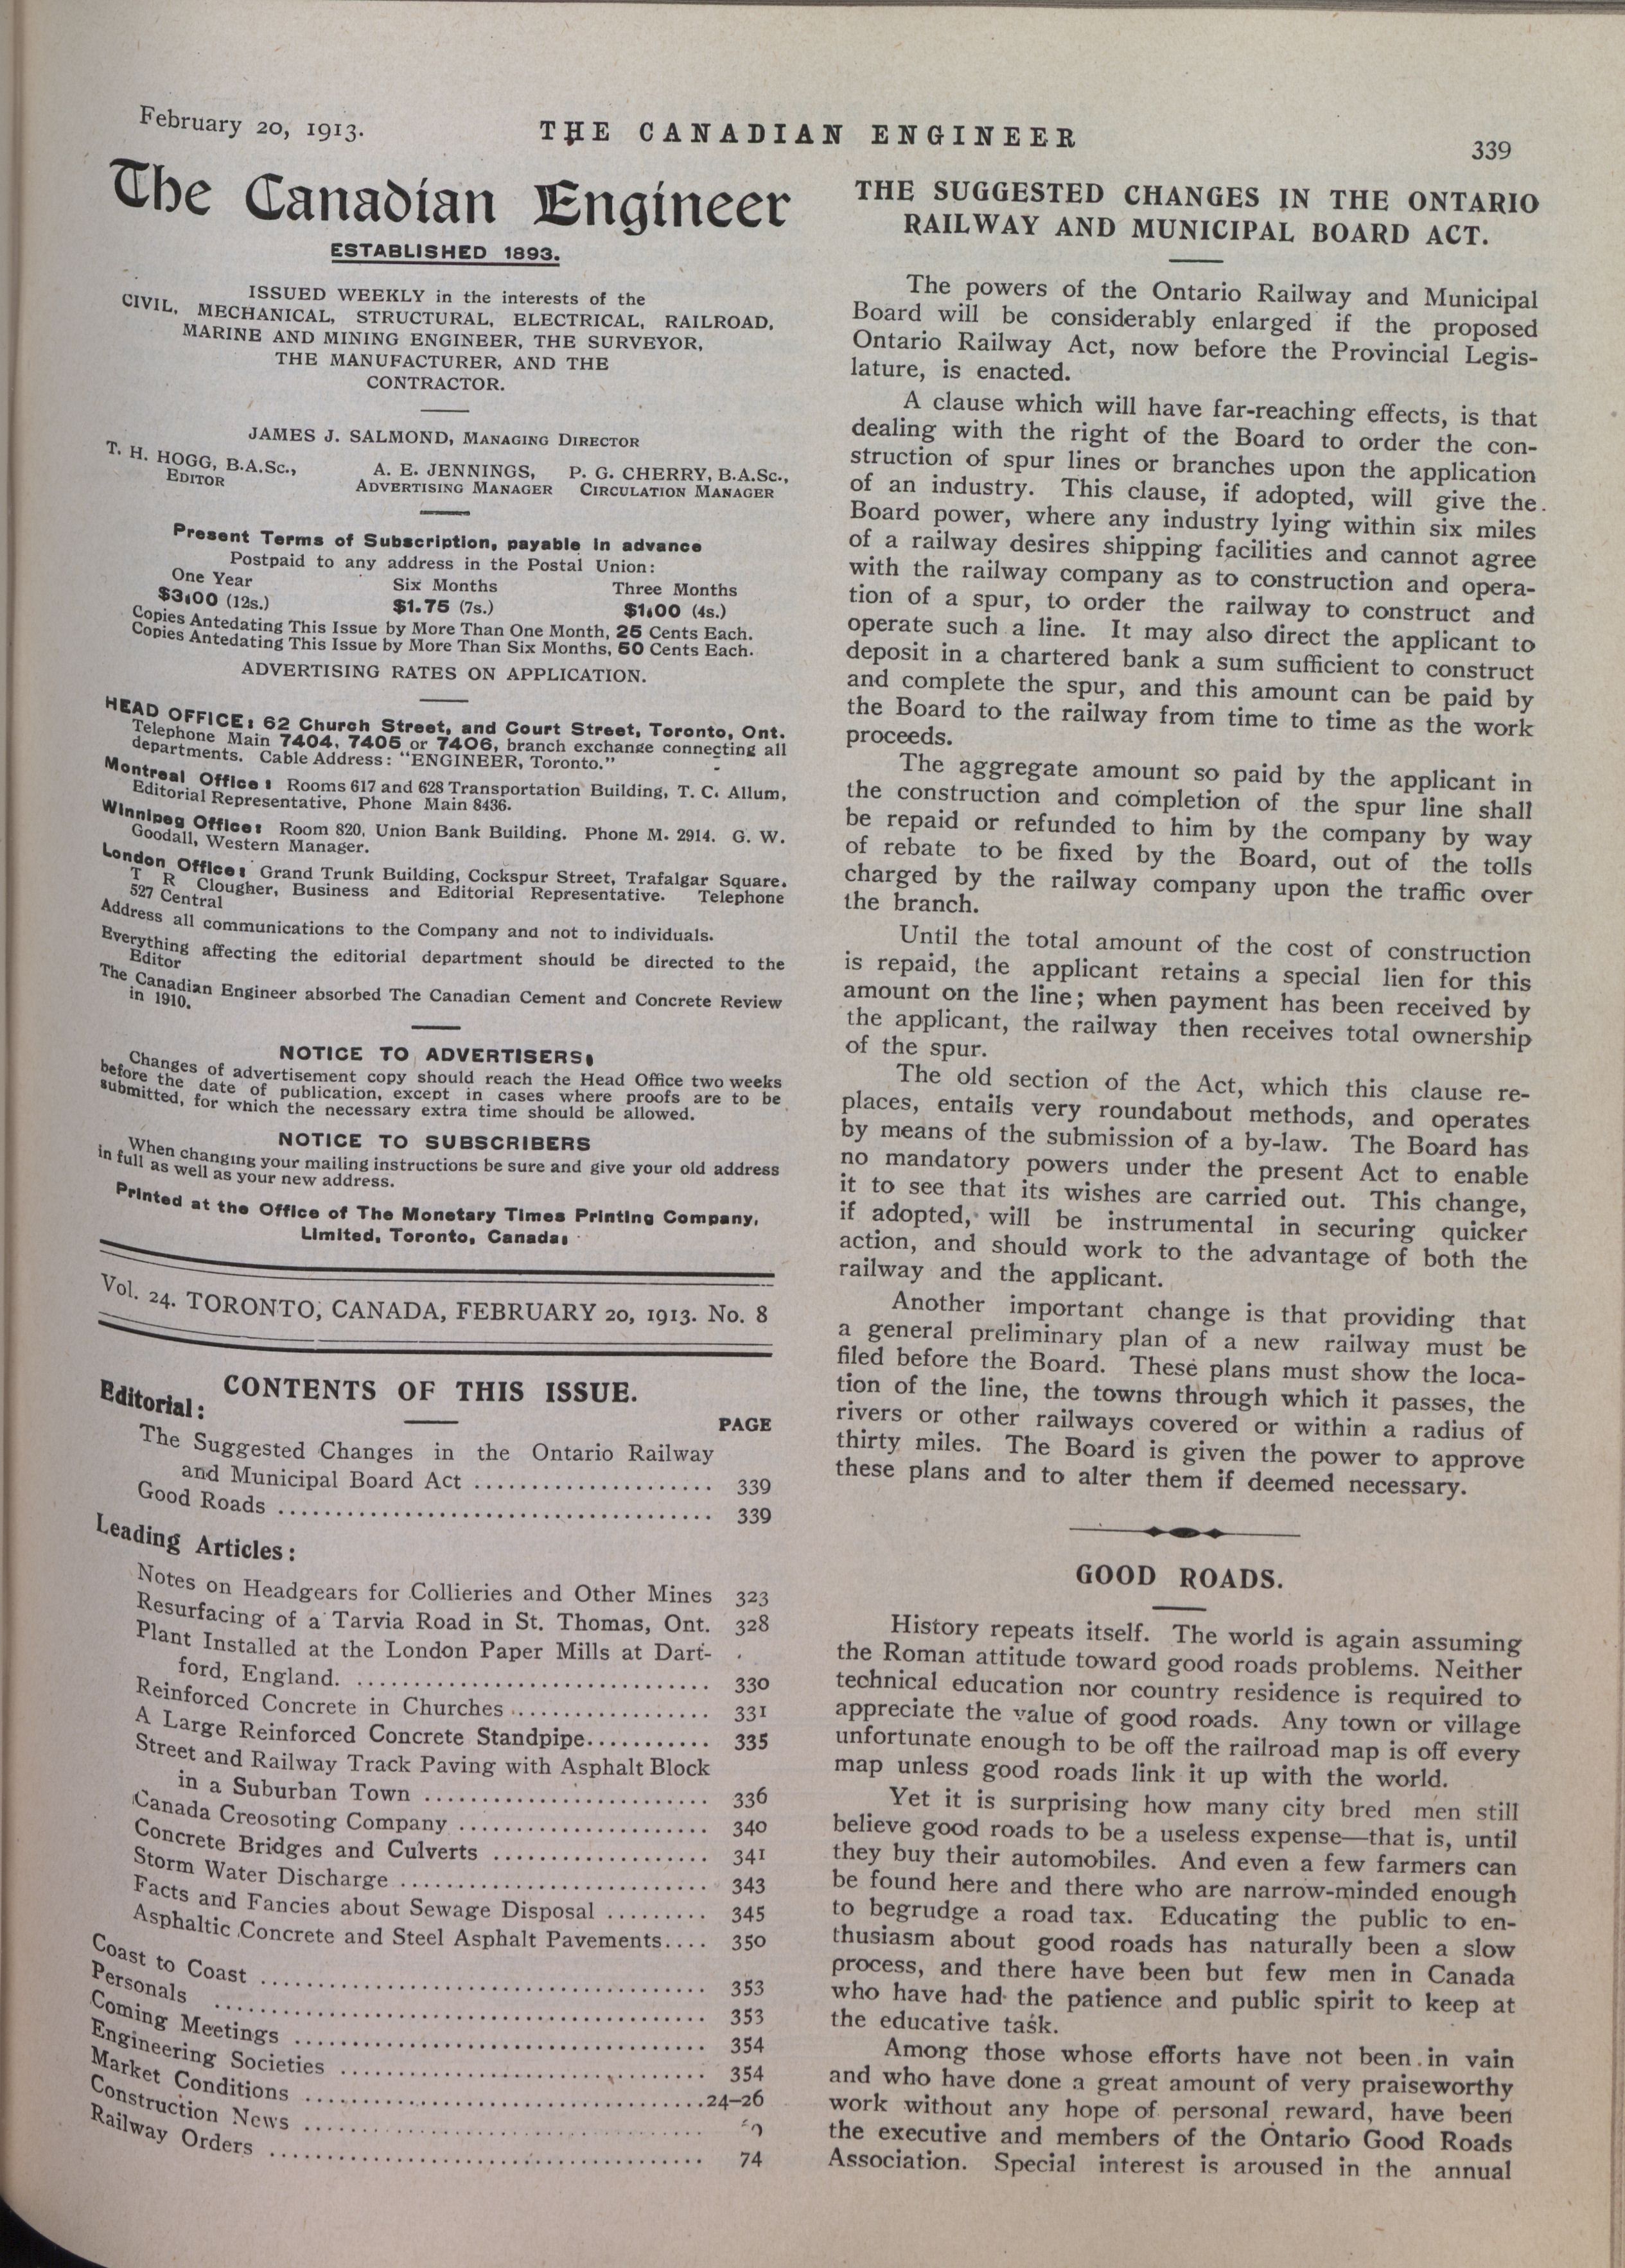 February 20, 1913.
THE CANADIAN ENGINEER
339
The Canadian Engineer
ESTABLISHED 1893.
ISSUED WEEKLY in the interests of the
CIVIL, MECHANICAL, STRUCTURAL, ELECTRICAL, RAILROAD,
MARINE AND MINING ENGINEER, THE SURVEYOR,
THE MANUFACTURER, AND THE
CONTRACTOR.
JAMES J. SALMOND, MANAGING DIRECTOR
T. H. HOGG, B.A.Sc., A. E. JENNINGS, P. G. CHERRY, B.A.Sc.,
EDITOR ADVERTISING MANAGER CIRCULATION MANAGER
Present Terms of Subscription, payable in advance
Postpaid to any address in the Postal Union:
One Year Six Months Three Months
$3.00 (12s.) $1.75 (7s.) $1.00 (4s.)
Copies Antedating This Issue by More Than One Month, 25 Cents Each.
Copies Antedating This Issue by More Than Six Months, 50 Cents Each.
ADVERTISING RATES ON APPLICATION.
HEAD OFFICE: 62 Church Street, and Court Street, Toronto, Ont.
Telephone Main 7404, 7405 or 7406, branch exchange connecting all
departments. Cable Address: "ENGINEER, Toronto."
Montreal Office: Rooms 617 and 628 Transportation Building, T. C. Allum,
Editorial Representative, Phone Main 8436.
Winnipeg Office: Room 820, Union Bank Building. Phone M. 2914. G. W.
Goodall, Western Manager.
London Office: Grand Trunk Building, Cockspur Street, Trafalgar Square.
T R Clougher, Business and Editorial Representative. Telephone
527 Central
Address all communications to the Company and not to individuals.
Everything affecting the editorial department should be directed to the
Editor
The Canadian Engineer absorbed The Canadian Cement and Concrete Review
in 1910.
NOTICE TO ADVERTISERS.
Changes of advertisement copy should reach the Head Office two weeks
before the date of publication, except in cases where proofs are to be
submitted, for which the necessary extra time should be allowed.
NOTICE TO SUBSCRIBERS
When changing your mailing instructions be sure and give your old address
in full as well as your new address.
Printed at the Office of The Monetary Times Printing Company,
Limited, Toronto, Canada.
Vol. 24. TORONTO, CANADA, FEBRUARY 20, 1913. No. 8
CONTENTS OF THIS ISSUE.
Editorial:
PAGE
The Suggested Changes in the Ontario Railway
and Municipal Board Act ..................... 339
Good Roads ...................................... 339
Leading Articles:
Notes on Headgears for Collieries and Other Mines 323
Resurfacing of a Tarvia Road in St. Thomas, Ont. 328
Plant Installed at the London Paper Mills at Dart-
ford, England. ............................... 330
Reinforced Concrete in Churches .................. 331
A Large Reinforced Concrete Standpipe........... 335
Street and Railway Track Paving with Asphalt Block
in a Suburban Town ......................... 336
Canada Creosoting Company ...................... 340
Concrete Bridges and Culverts ................... 341
Storm Water Discharge ........................... 343
Facts and Fancies about Sewage Disposal ......... 345
Asphaltic Concrete and Steel Asphalt Pavements.... 350
Coast to Coast ....................................... 353
Personals ........................................... 353
Coming Meetings .................................... 354
Engineering Societies ................................ 354
Market Conditions ...................................24-26
Construction News ...................................
Railway Orders ...................................... 74
THE SUGGESTED CHANGES IN THE ONTARIO
RAILWAY AND MUNICIPAL BOARD ACT.
The powers of the Ontario Railway and Municipal
Board will be considerably enlarged if the proposed
Ontario Railway Act, now before the Provincial Legis-
lature, is enacted.
A clause which will have far-reaching effects, is that
dealing with the right of the Board to order the con-
struction of spur lines or branches upon the application
of an industry. This clause, if adopted, will give the
Board power, where any industry lying within six miles
of a railway desires shipping facilities and cannot agree
with the railway company as to construction and opera-
tion of a spur, to order the railway to construct and
operate such a line. It may also direct the applicant to
deposit in a chartered bank a sum sufficient to construct
and complete the spur, and this amount can be paid by
the Board to the railway from time to time as the work
proceeds.
The aggregate amount so paid by the applicant in
the construction and completion of the spur line shall
be repaid or refunded to him by the company by way
of rebate to be fixed by the Board, out of the tolls
charged by the railway company upon the traffic over
the branch.
Until the total amount of the cost of construction
is repaid, the applicant retains a special lien for this
amount on the line; when payment has been received by
the applicant, the railway then receives total ownership
of the spur.
The old section of the Act, which this clause re-
places, entails very roundabout methods, and operates
by means of the submission of a by-law. The Board has
no mandatory powers under the present Act to enable
it to see that its wishes are carried out. This change,
if adopted, will be instrumental in securing quicker
action, and should work to the advantage of both the
railway and the applicant.
Another important change is that providing that
a general preliminary plan of a new railway must be
filed before the Board. These plans must show the loca-
tion of the line, the towns through which it passes, the
rivers or other railways covered or within a radius of
thirty miles. The Board is given the power to approve
these plans and to alter them if deemed necessary.
GOOD ROADS.
History repeats itself. The world is again assuming
the Roman attitude toward good roads problems. Neither
technical education nor country residence is required to
appreciate the value of good roads. Any town or village
unfortunate enough to be off the railroad map is off every
map unless good roads link it up with the world.
Yet it is surprising how many city bred men still
believe good roads to be a useless expense—that is, until
they buy their automobiles. And even a few farmers can
be found here and there who are narrow-minded enough
to begrudge a road tax. Educating the public to en-
thusiasm about good roads has naturally been a slow
process, and there have been but few men in Canada
who have had the patience and public spirit to keep at
the educative task.
Among those whose efforts have not been in vain
and who have done a great amount of very praiseworthy
work without any hope of personal reward, have been
the executive and members of the Ontario Good Roads
Association. Special interest is aroused in the annual